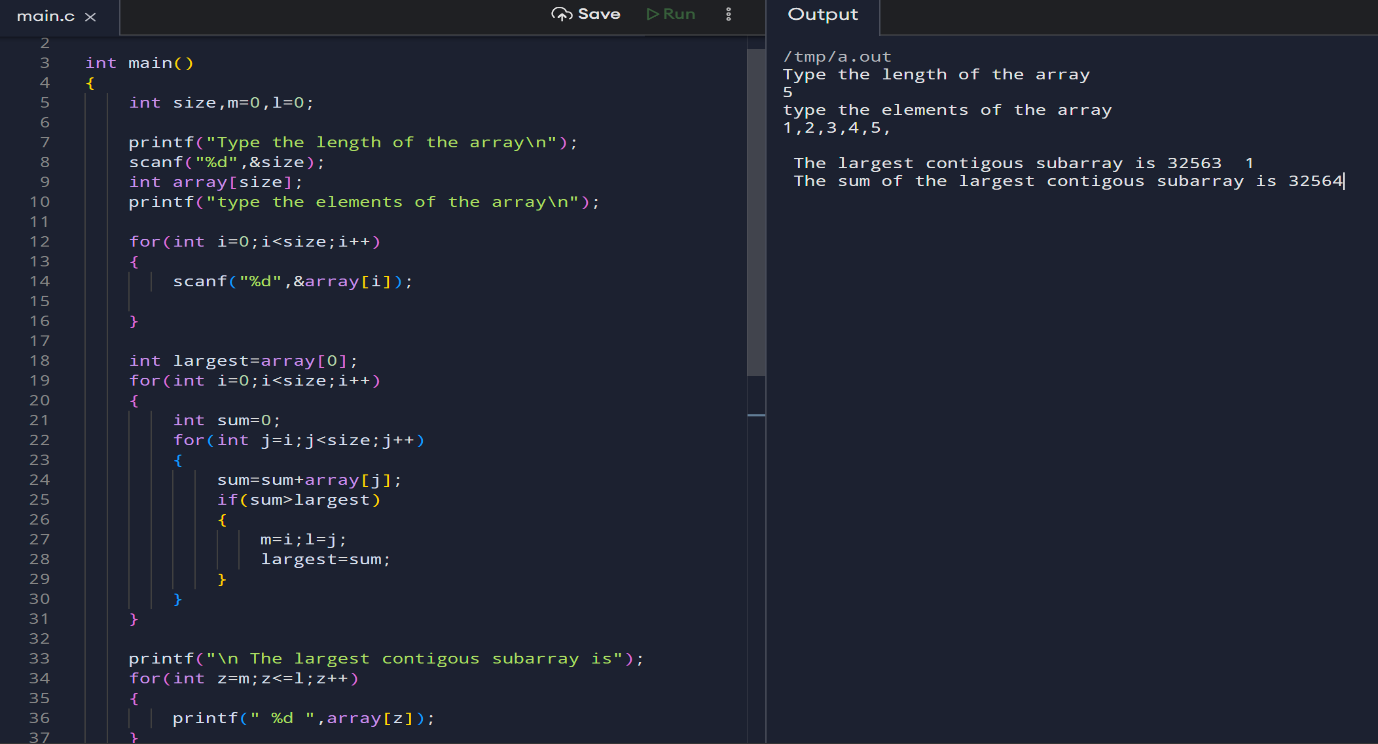 main.c ×
Save
Run
Output
2
3 int main()
4 {
5 int size,m=0,l=0;
6
7 printf("Type the length of the array\n");
8 scanf("%d",&size);
9 int array[size];
10 printf("type the elements of the array\n");
11
12 for(int i=0;i<size;i++)
13 {
14 scanf("%d",&array[i]);
15
16 }
17
18 int largest=array[0];
19 for(int i=0;i<size;i++)
20 {
21 int sum=0;
22 for(int j=i;j<size;j++)
23 {
24 sum=sum+array[j];
25 if(sum>largest)
26 {
27 m=i;l=j;
28 largest=sum;
29 }
30 }
31 }
32
33 printf("\n The largest contigous subarray is");
34 for(int z=m;z<=l;z++)
35 {
36 printf(" %d ",array[z]);
37 }
/tmp/a.out
Type the length of the array
5
type the elements of the array
1,2,3,4,5,
The largest contigous subarray is 32563  1
The sum of the largest contigous subarray is 32564